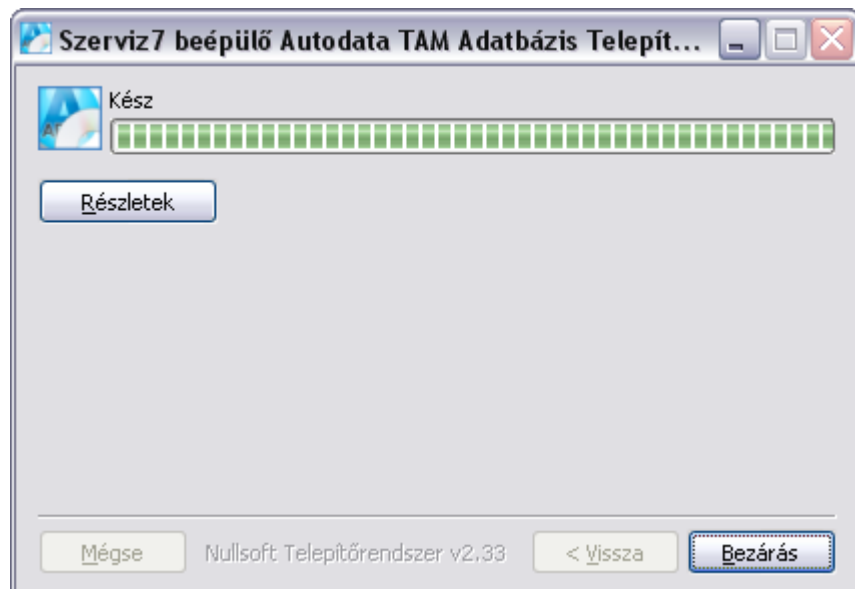 Szerviz7 beépülő Autodata TAM Adatbázis Telepít...
Kész
Részletek
Mégse
Nullsoft Telepítőrendszer v2.33
< Vissza
Bezárás